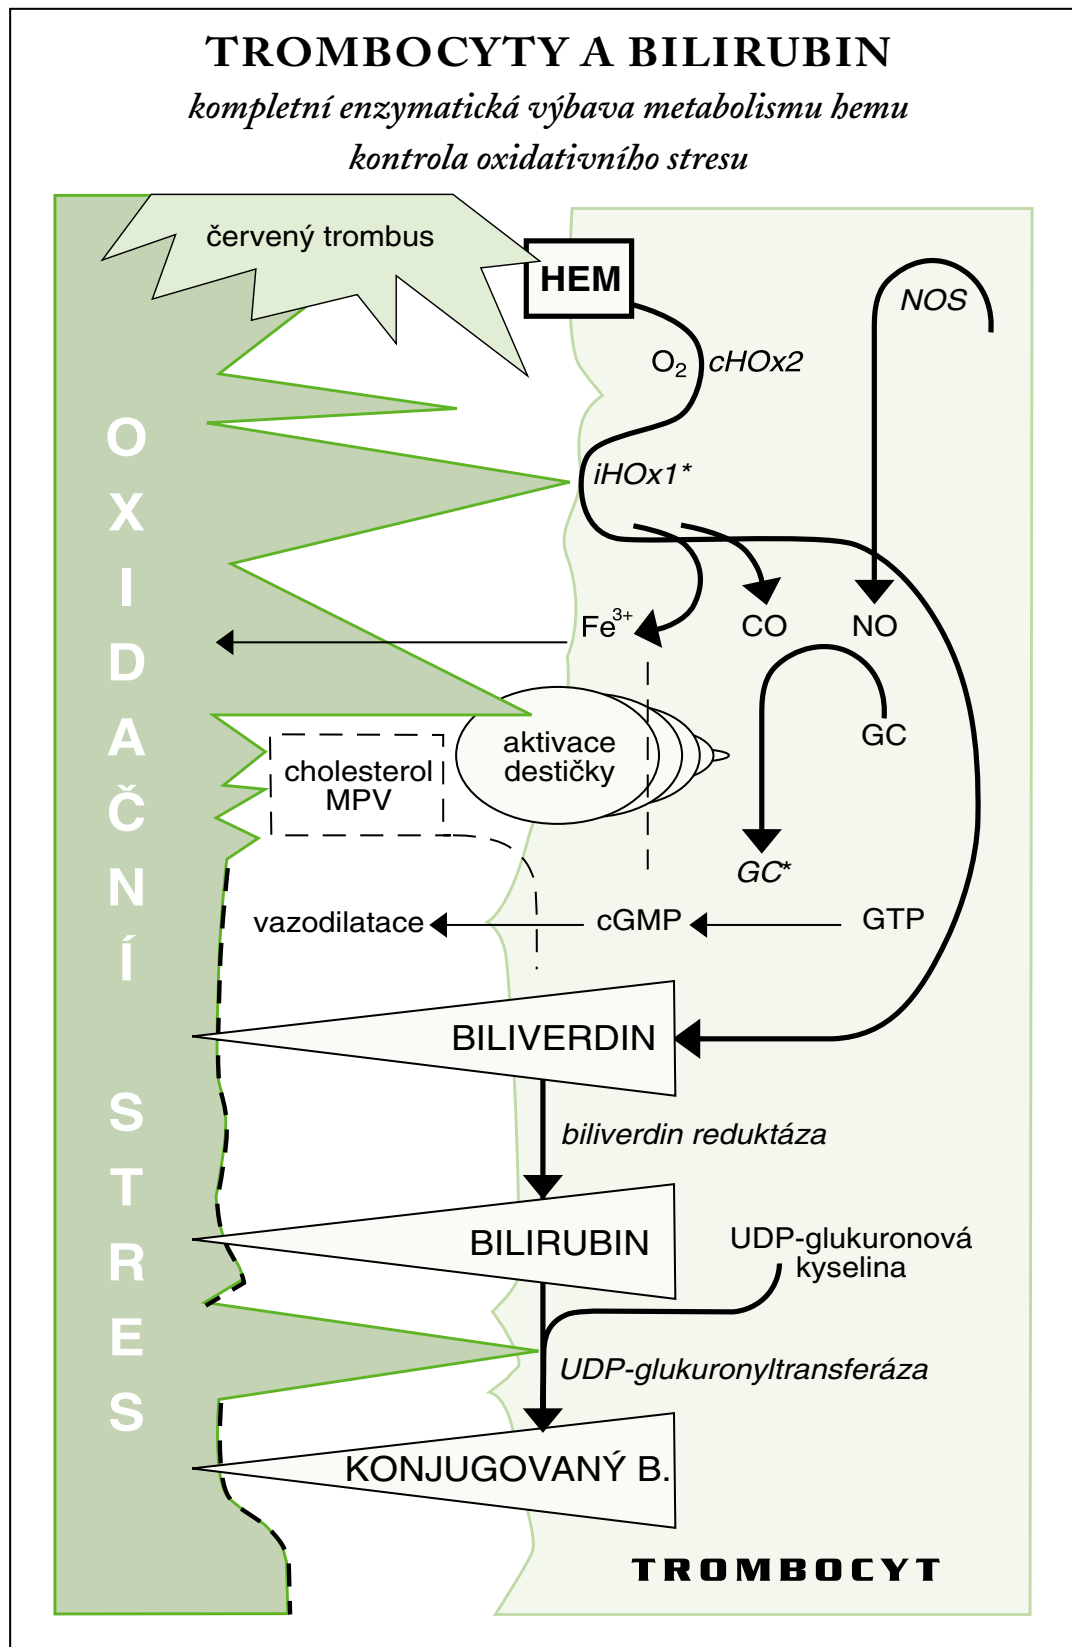 TROMBOCYTY A BILIRUBIN
kompletní enzymatická výbava metabolismu hemu
kontrola oxidativního stresu
červený trombus
HEM
NOS
O₂ cHOx2
iHOx1*
Fe³⁺
CO
NO
GC
aktivace
destičky
cholesterol
MPV
GC*
vazodilatace
cGMP
GTP
BILIVERDIN
biliverdin reduktáza
BILIRUBIN
UDP-glukuronová
kyselina
UDP-glukuronyltransferáza
KONJUGOVANÝ B.
OXIDAČNÍ STRES
TROMBOCYT